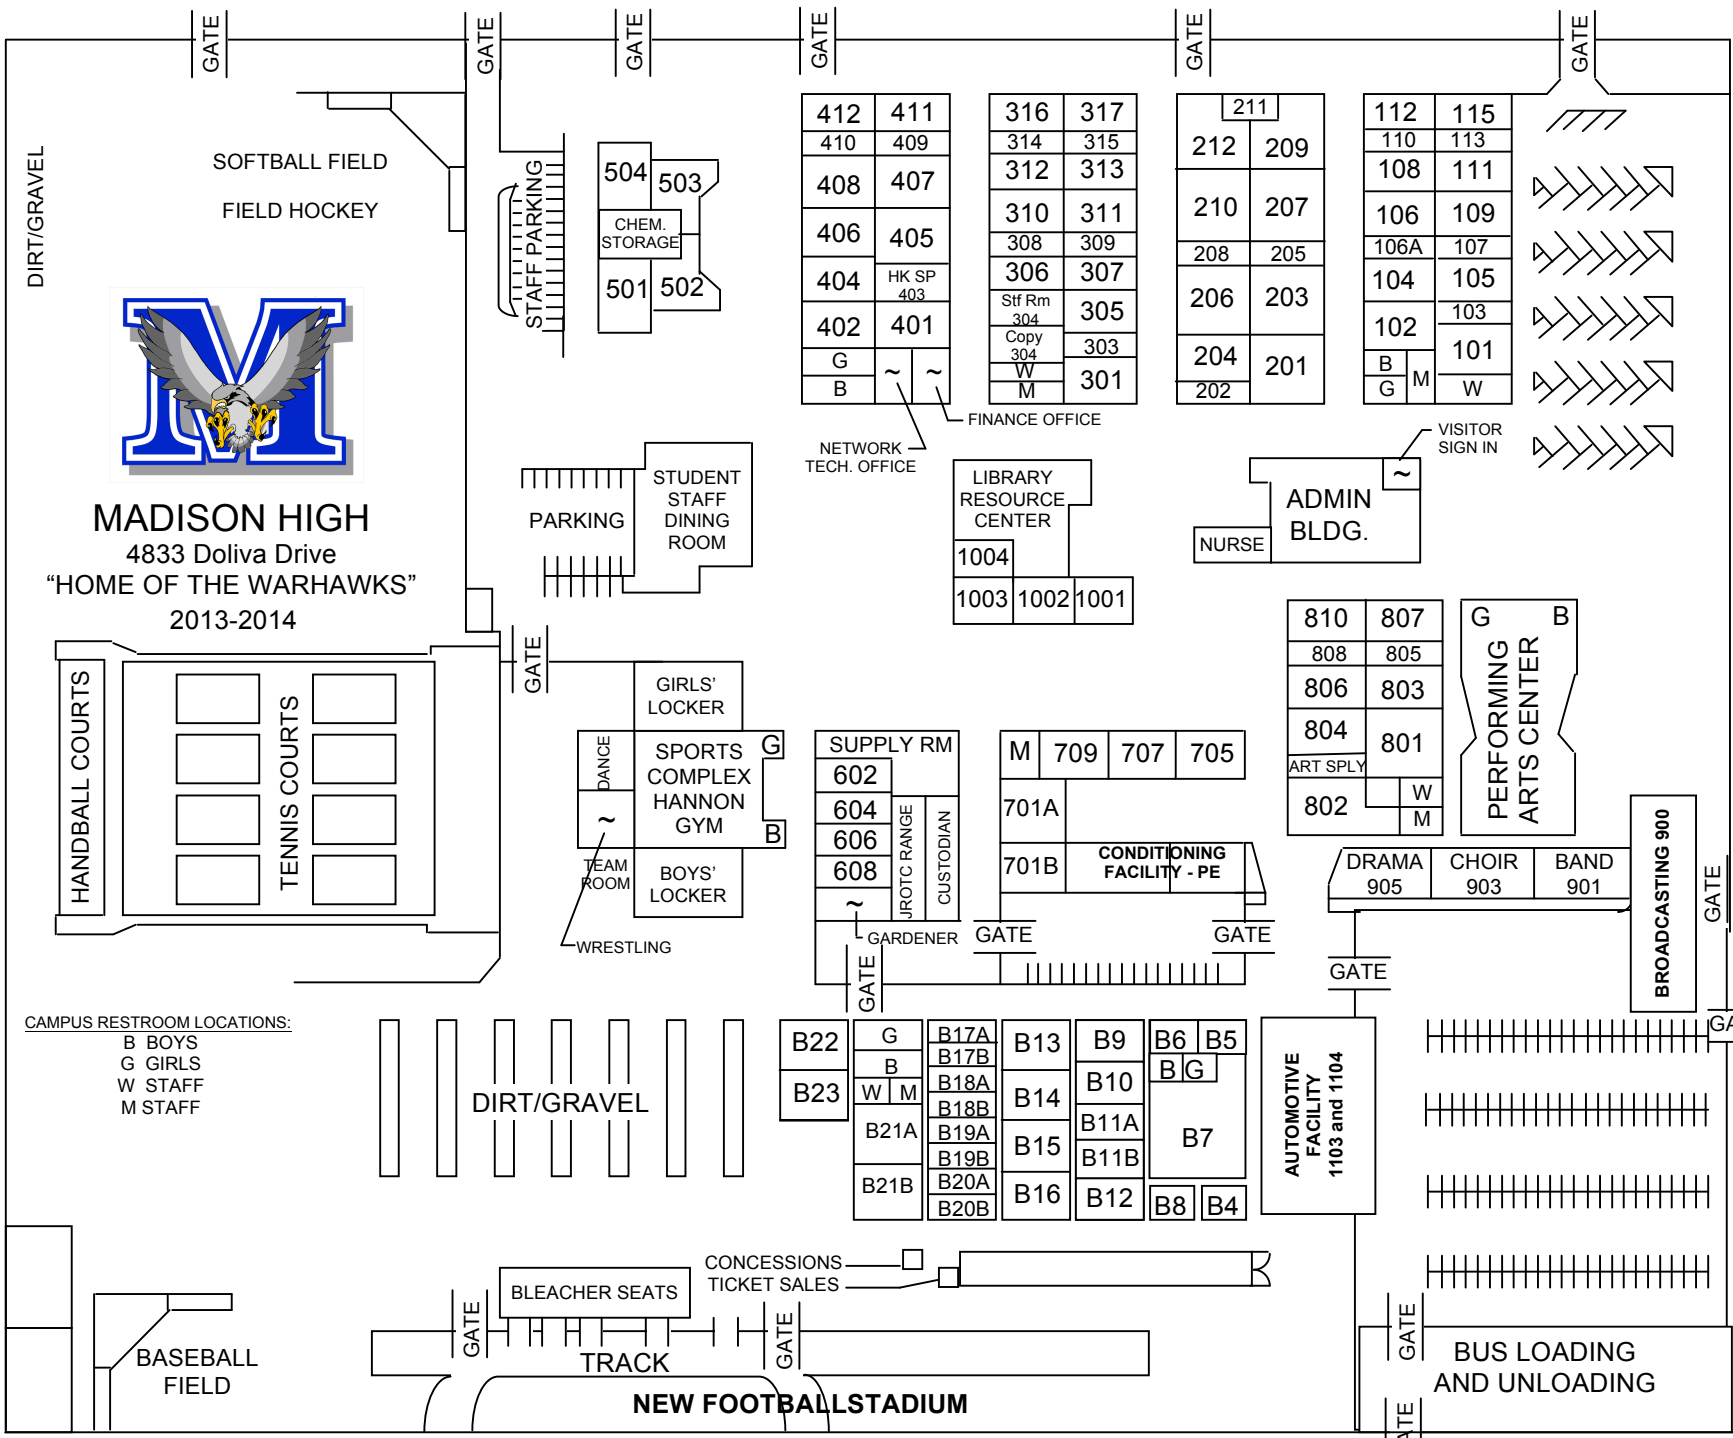 GATE
GATE
GATE
GATE
GATE
GATE
DIRT/GRAVEL
SOFTBALL FIELD
FIELD HOCKEY
STAFF PARKING
504
503
CHEM.
STORAGE
501
502
412
411
410
409
408
407
406
405
404
HK SP
403
402
401
G
B
~
~
NETWORK
TECH. OFFICE
FINANCE OFFICE
316
317
314
315
312
313
310
311
308
309
306
307
Stf Rm
304
305
Copy
304
303
W
M
301
211
212
209
210
207
208
205
206
203
204
201
202
112
115
110
113
108
111
106
109
106A
107
104
105
103
102
101
B
G
M
W
M
MADISON HIGH
4833 Doliva Drive
“HOME OF THE WARHAWKS”
2013-2014
PARKING
STUDENT
STAFF
DINING
ROOM
LIBRARY
RESOURCE
CENTER
1004
1003
1002
1001
VISITOR
SIGN IN
~
ADMIN
BLDG.
NURSE
HANDBALL COURTS
TENNIS COURTS
GATE
GIRLS’
LOCKER
DANCE
SPORTS
COMPLEX
HANNON
GYM
G
B
~
TEAM
ROOM
BOYS’
LOCKER
WRESTLING
SUPPLY RM
602
604
606
608
~
JROTC RANGE
CUSTODIAN
GARDENER
GATE
M
709
707
705
701A
701B
CONDITIONING
FACILITY - PE
GATE
GATE
810
807
808
805
806
803
804
801
ART SPLY
802
W
M
G
B
PERFORMING
ARTS CENTER
DRAMA
905
CHOIR
903
BAND
901
BROADCASTING 900
GATE
GATE
GA
CAMPUS RESTROOM LOCATIONS:
B BOYS
G GIRLS
W STAFF
M STAFF
DIRT/GRAVEL
B22
B23
G
B
W
M
B21A
B21B
B17A
B17B
B18A
B18B
B19A
B19B
B20A
B20B
B13
B14
B15
B16
B9
B10
B11A
B11B
B12
B6
B5
B
G
B7
B8
B4
AUTOMOTIVE
FACILITY
1103 and 1104
CONCESSIONS
TICKET SALES
BLEACHER SEATS
GATE
GATE
TRACK
NEW FOOTBALLSTADIUM
BASEBALL
FIELD
GATE
BUS LOADING
AND UNLOADING
ATE